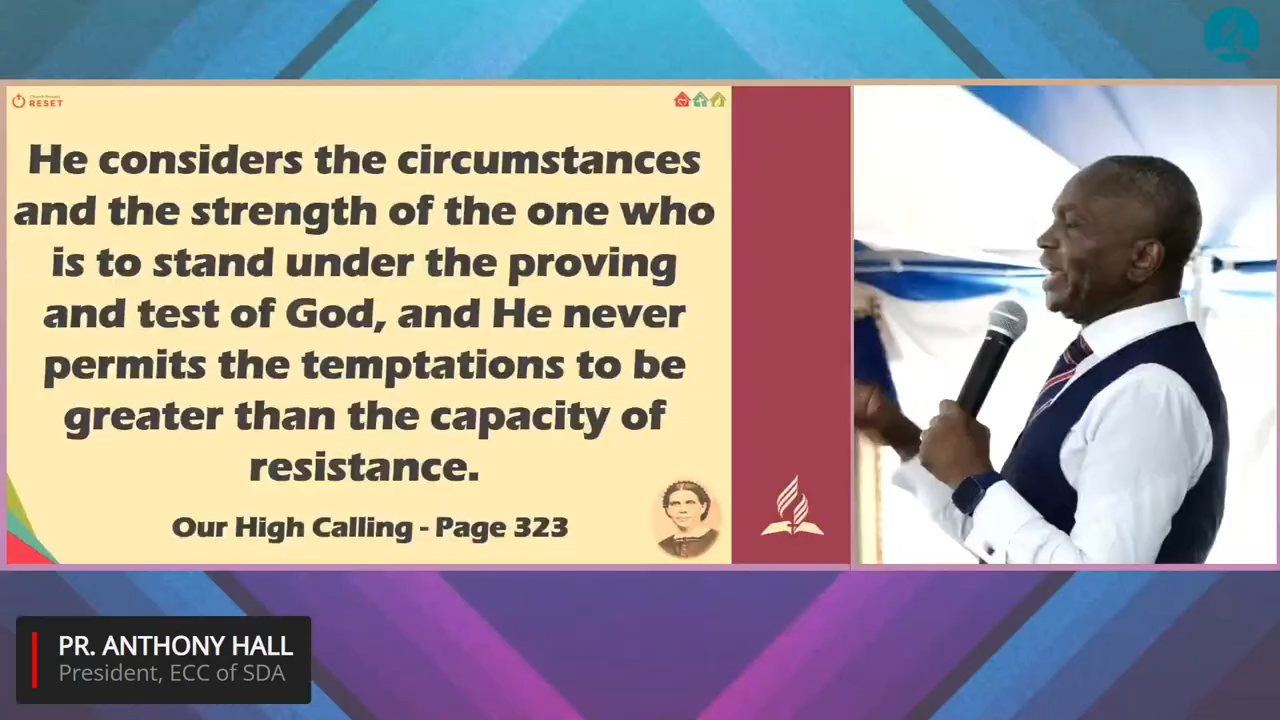 RESET
He considers the circumstances
and the strength of the one who
is to stand under the proving
and test of God, and He never
permits the temptations to be
greater than the capacity of
resistance.
Our High Calling - Page 323
PR. ANTHONY HALL
President, ECC of SDA